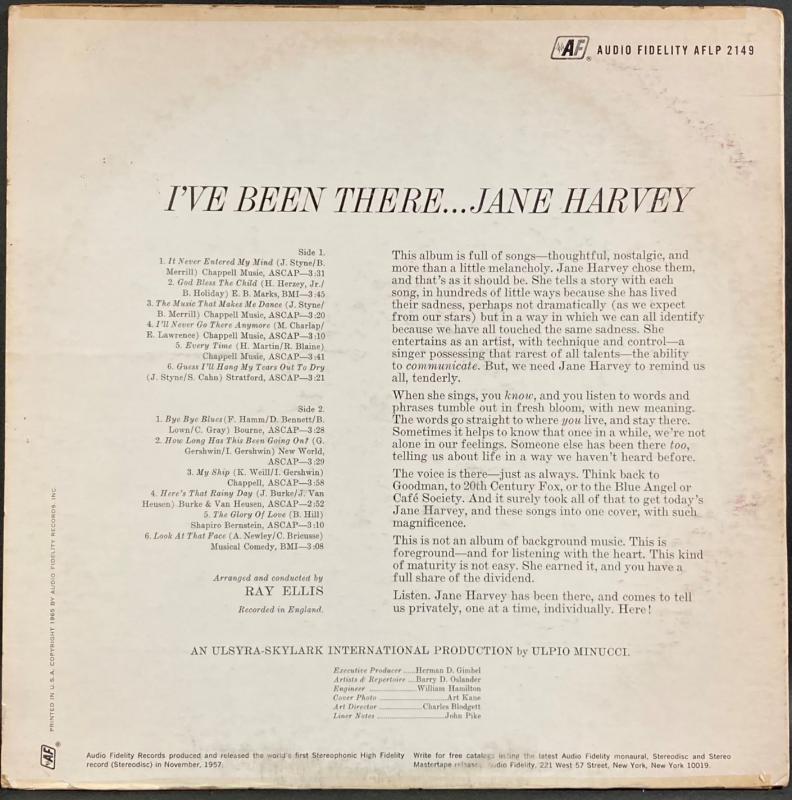 AF® AUDIO FIDELITY AFLP 2149
I'VE BEEN THERE...JANE HARVEY
Side 1.
1. It Never Entered My Mind (J. Styne/B.
Merrill) Chappell Music, ASCAP—3:31
2. God Bless The Child (H. Herzey, Jr./
B. Holiday) E. B. Marks, BMI—3:45
3. The Music That Makes Me Dance (J. Styne/
B. Merrill) Chappell Music, ASCAP—3:20
4. I'll Never Go There Anymore (M. Charlap/
E. Lawrence) Chappell Music, ASCAP—3:10
5. Every Time (H. Martin/R. Blaine)
Chappell Music, ASCAP—3:41
6. Guess I'll Hang My Tears Out To Dry
(J. Styne/S. Cahn) Stratford, ASCAP—3:21
Side 2.
1. Bye Bye Blues (F. Hamm/D. Bennett/B.
Lown/C. Gray) Bourne, ASCAP—3:28
2. How Long Has This Been Going On? (G.
Gershwin/I. Gershwin) New World,
ASCAP—3:29
3. My Ship (K. Weill/I. Gershwin)
Chappell, ASCAP—3:58
4. Here's That Rainy Day (J. Burke/J. Van
Heusen) Burke & Van Heusen, ASCAP—2:52
5. The Glory Of Love (B. Hill)
Shapiro Bernstein, ASCAP—3:10
6. Look At That Face (A. Newley/C. Bricusse)
Musical Comedy, BMI—3:08
Arranged and conducted by
RAY ELLIS
Recorded in England.
This album is full of songs—thoughtful, nostalgic, and
more than a little melancholy. Jane Harvey chose them,
and that's as it should be. She tells a story with each
song, in hundreds of little ways because she has lived
their sadness, perhaps not dramatically (as we expect
from our stars) but in a way in which we can all identify
because we have all touched the same sadness. She
entertains as an artist, with technique and control—a
singer possessing that rarest of all talents—the ability
to communicate. But, we need Jane Harvey to remind us
all, tenderly.
When she sings, you know, and you listen to words and
phrases tumble out in fresh bloom, with new meaning.
The words go straight to where you live, and stay there.
Sometimes it helps to know that once in a while, we're not
alone in our feelings. Someone else has been there too,
telling us about life in a way we haven't heard before.
The voice is there—just as always. Think back to
Goodman, to 20th Century Fox, or to the Blue Angel or
Café Society. And it surely took all of that to get today's
Jane Harvey, and these songs into one cover, with such
magnificence.
This is not an album of background music. This is
foreground—and for listening with the heart. This kind
of maturity is not easy. She earned it, and you have a
full share of the dividend.
Listen. Jane Harvey has been there, and comes to tell
us privately, one at a time, individually. Here!
AN ULSYRA-SKYLARK INTERNATIONAL PRODUCTION by ULPIO MINUCCI.
Executive Producer .....Herman D. Gimbel
Artists & Repertoire ...Barry D. Oslander
Engineer ................William Hamilton
Cover Photo ........................Art Kane
Art Director ..............Charles Blodgett
Liner Notes .........................John Pike
PRINTED IN U.S.A. COPYRIGHT 1965 BY AUDIO FIDELITY RECORDS, INC.
AF®
Audio Fidelity Records produced and released the world's first Stereophonic High Fidelity
record (Stereodisc) in November, 1957.
Write for free catalogs listing the latest Audio Fidelity monaural, Stereodisc and Stereo
Mastertape Audio Fidelity, 221 West 57 Street, New York, New York 10019.